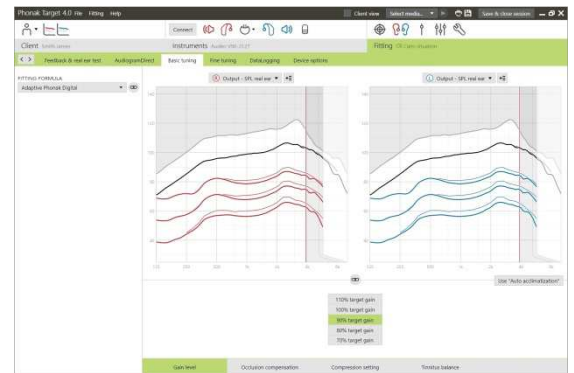 Phonak Target 4.0 File Fitting Help
Client view Select media... Save & close session
Connect
Client Instruments Fitting
Feedback & real ear test AudiogramDirect Basic tuning Fine tuning DataLogging Device options
FITTING FORMULA
Adaptive Phonak Digital
Output - SPL real ear
Output - SPL real ear
Use "Auto acclimatization"
110% target gain
100% target gain
90% target gain
80% target gain
70% target gain
Gain level Occlusion compensation Compression setting Tinnitus balance